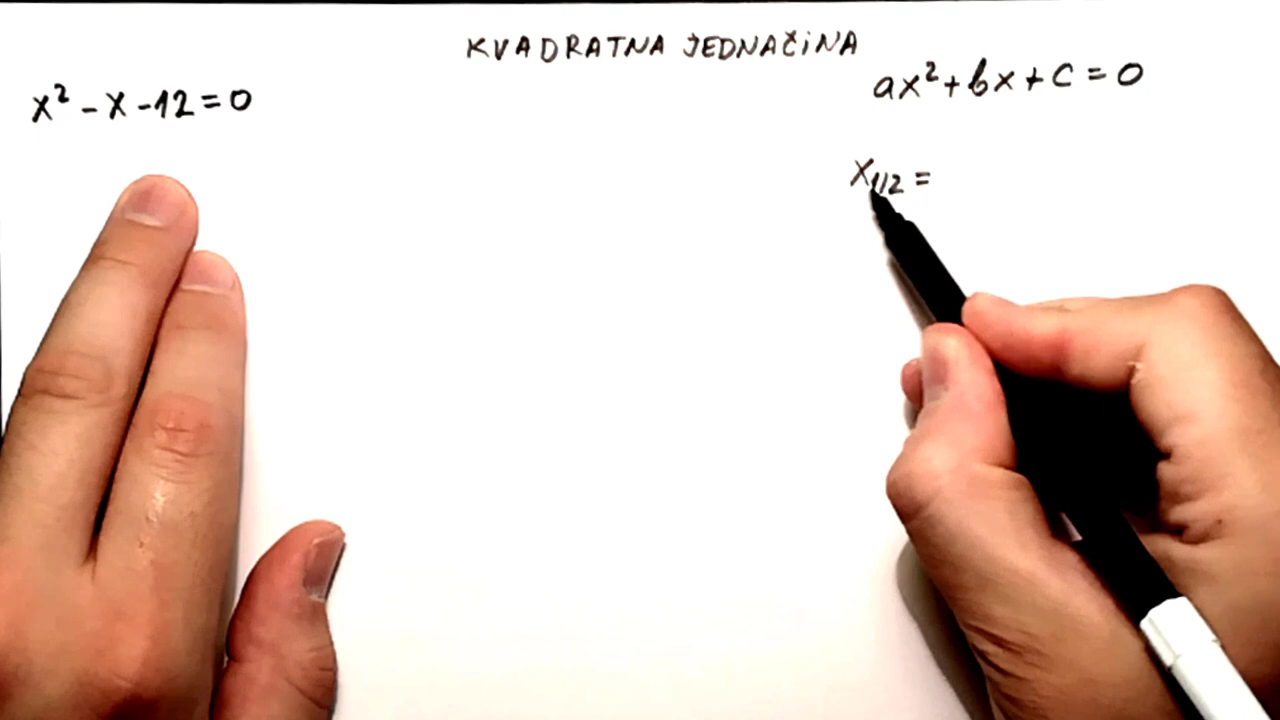 KVADRATNA JEDNAČINA
x² - x - 12 = 0
ax² + bx + c = 0
x₁/₂ =